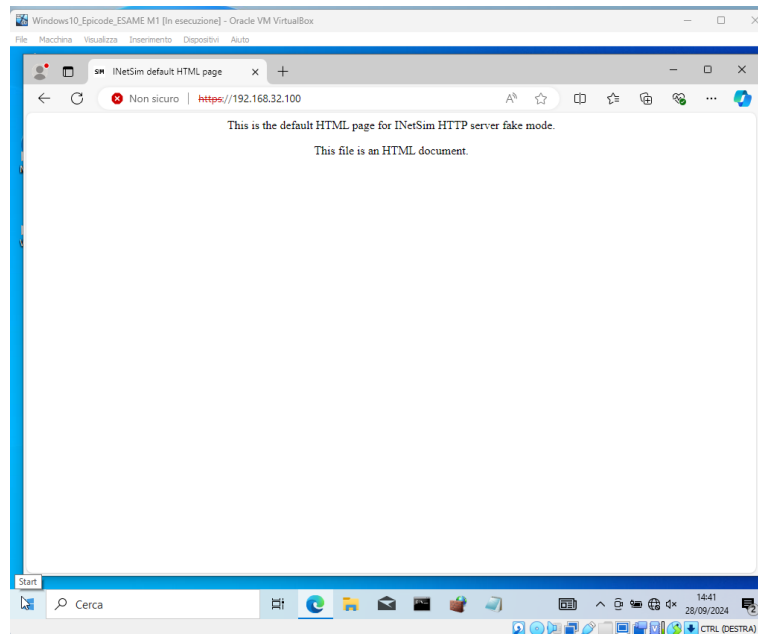 Windows10_Epicode_ESAME M1 [In esecuzione] - Oracle VM VirtualBox
File Macchina Visualizza Inserimento Dispositivi Aiuto
SIM INetSim default HTML page
Non sicuro https://192.168.32.100
This is the default HTML page for INetSim HTTP server fake mode.
This file is an HTML document.
Start
Cerca
14:41
28/09/2024
2
CTRL (DESTRA)